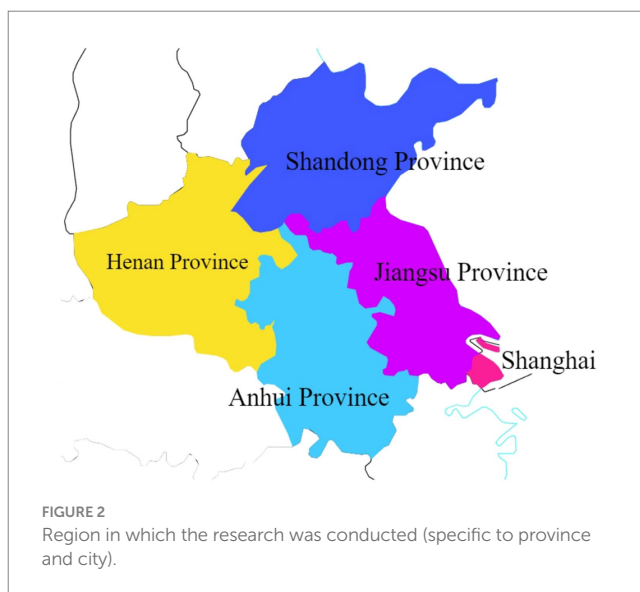 Shandong Province
Henan Province
Jiangsu Province
Shanghai
Anhui Province
FIGURE 2
Region in which the research was conducted (specific to province
and city).